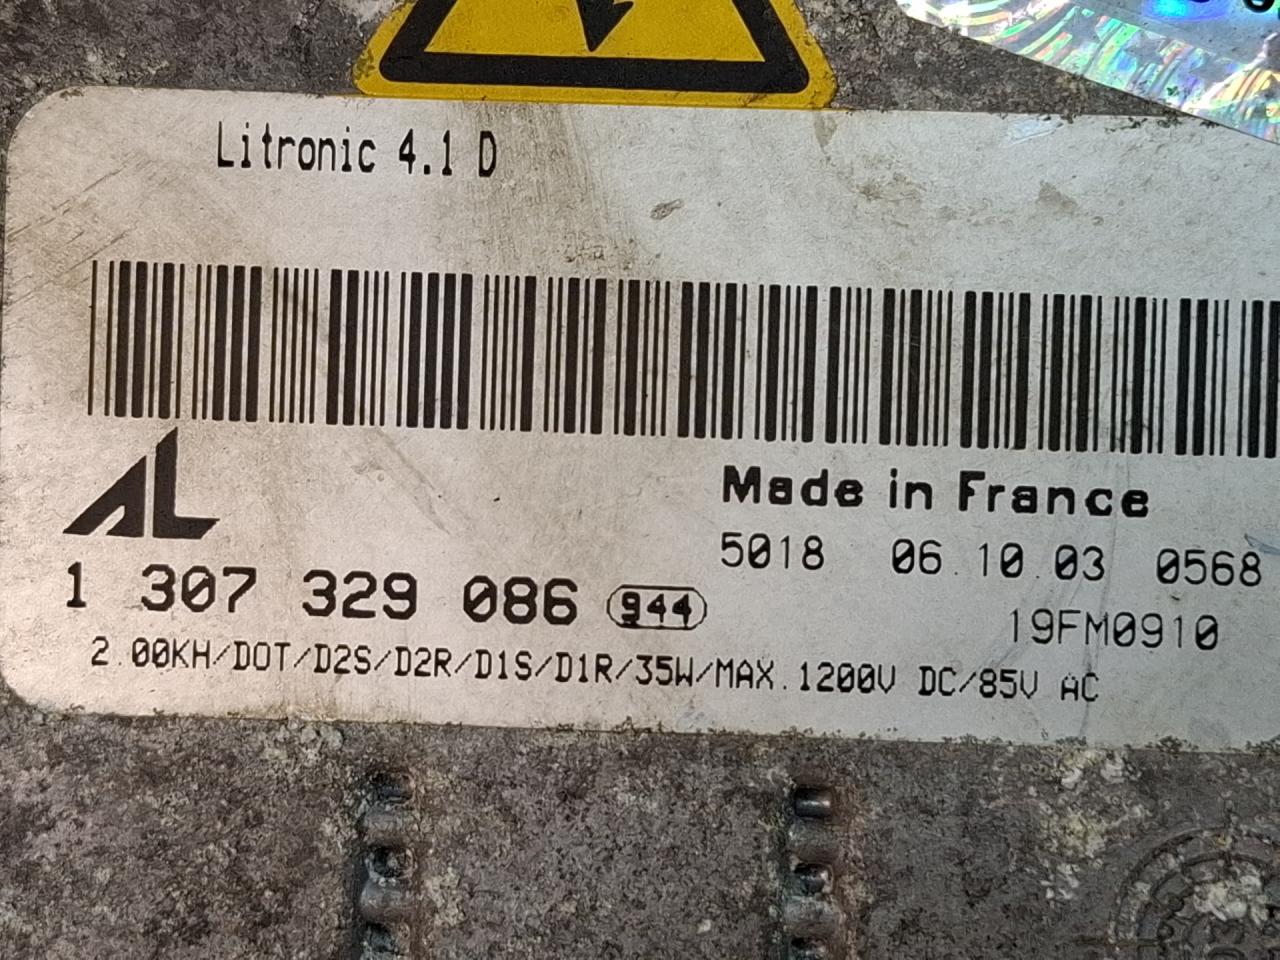 Litronic 4.1 D
AL
Made in France
5018 06.10.03 0568
1 307 329 086 944
19FM0910
2.00KH/DOT/D2S/D2R/D1S/D1R/35W/MAX.1200V DC/85V AC